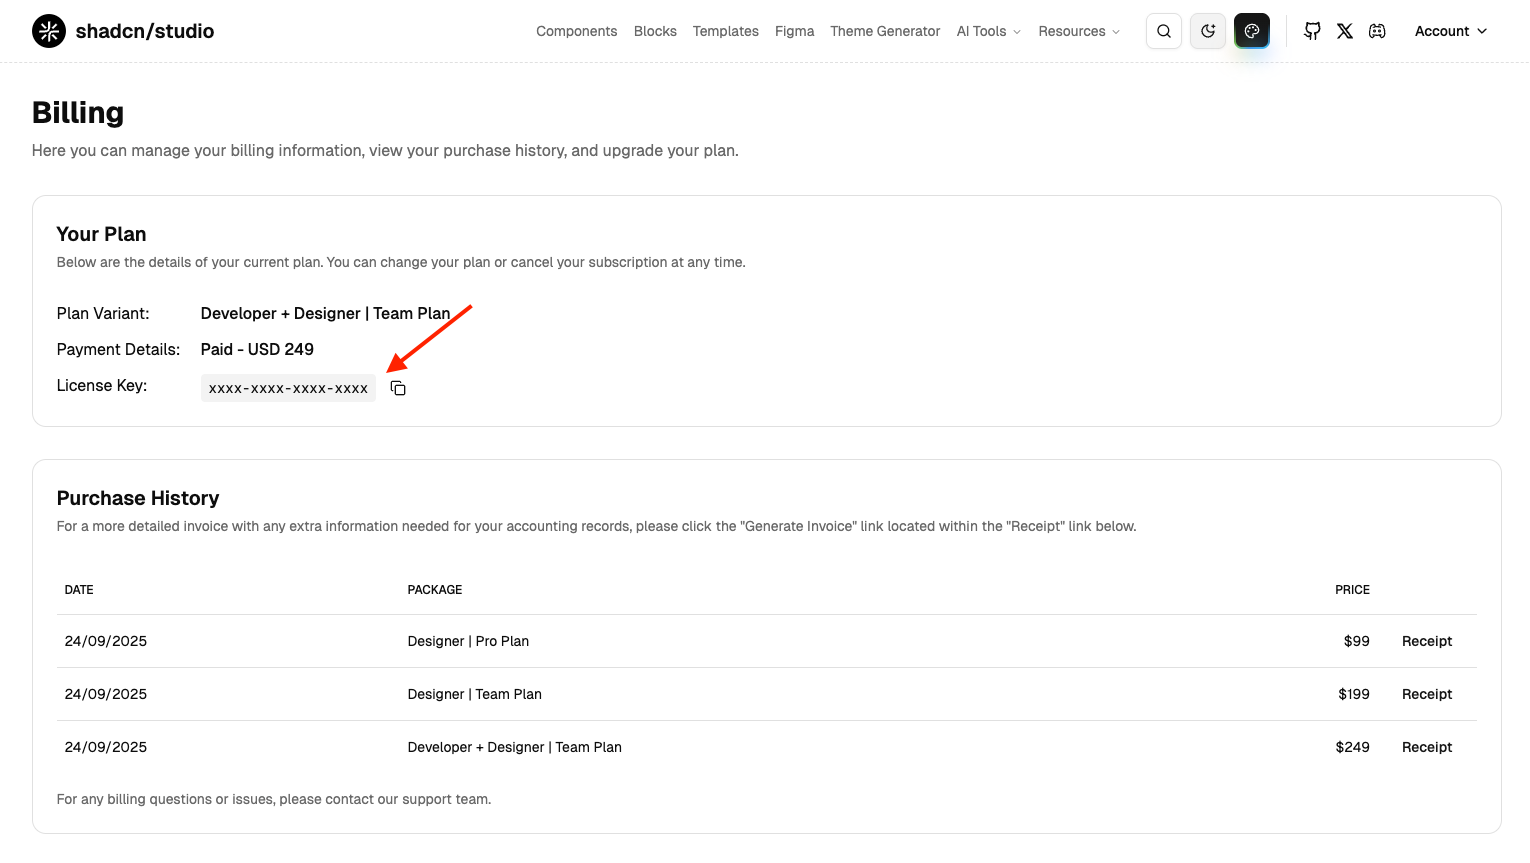 shadcn/studio
Components Blocks Templates Figma Theme Generator AI Tools Resources Account
Billing
Here you can manage your billing information, view your purchase history, and upgrade your plan.
Your Plan
Below are the details of your current plan. You can change your plan or cancel your subscription at any time.
Plan Variant: Developer + Designer | Team Plan
Payment Details: Paid - USD 249
License Key: xxxx-xxxx-xxxx-xxxx
Purchase History
For a more detailed invoice with any extra information needed for your accounting records, please click the "Generate Invoice" link located within the "Receipt" link below.
DATE PACKAGE PRICE
24/09/2025 Designer | Pro Plan $99 Receipt
24/09/2025 Designer | Team Plan $199 Receipt
24/09/2025 Developer + Designer | Team Plan $249 Receipt
For any billing questions or issues, please contact our support team.